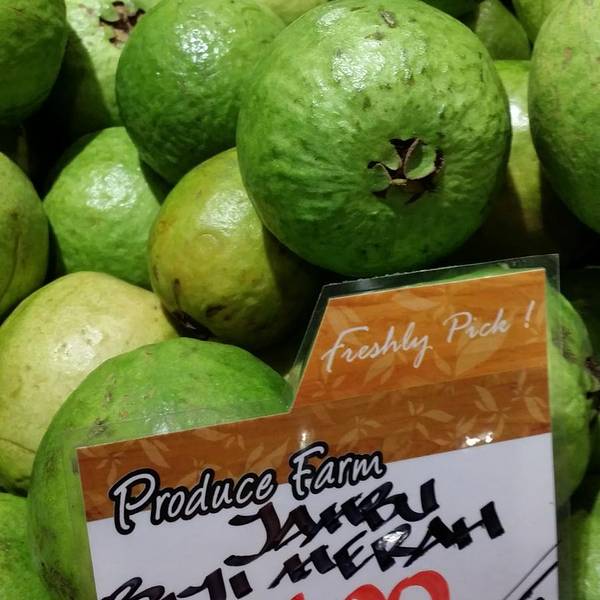 Freshly Pick !
Produce Farm
JAMBU
MERAH